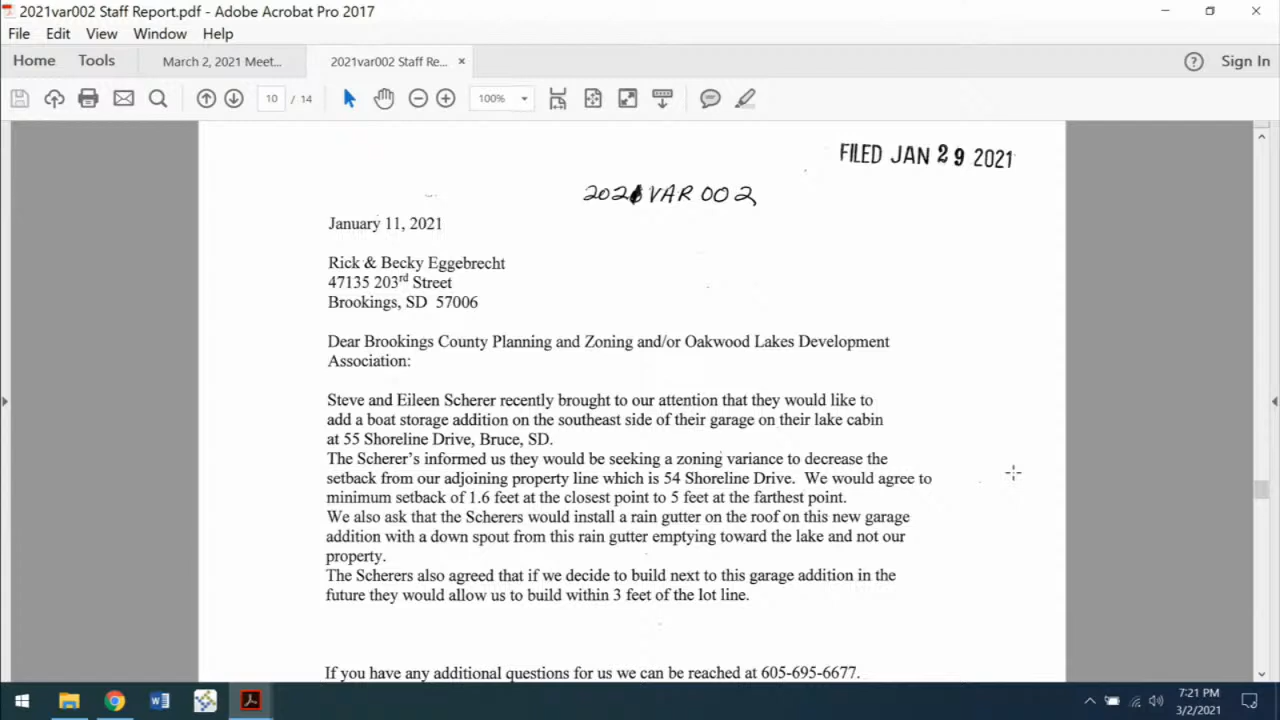 2021var002 Staff Report.pdf - Adobe Acrobat Pro 2017
File Edit View Window Help
Home Tools March 2, 2021 Meet... 2021var002 Staff Re... × Sign In
10 / 14 100%
FILED JAN 29 2021
2021 VAR 002
January 11, 2021
Rick & Becky Eggebrecht
47135 203rd Street
Brookings, SD 57006
Dear Brookings County Planning and Zoning and/or Oakwood Lakes Development
Association:
Steve and Eileen Scherer recently brought to our attention that they would like to
add a boat storage addition on the southeast side of their garage on their lake cabin
at 55 Shoreline Drive, Bruce, SD.
The Scherer's informed us they would be seeking a zoning variance to decrease the
setback from our adjoining property line which is 54 Shoreline Drive. We would agree to
minimum setback of 1.6 feet at the closest point to 5 feet at the farthest point.
We also ask that the Scherers would install a rain gutter on the roof on this new garage
addition with a down spout from this rain gutter emptying toward the lake and not our
property.
The Scherers also agreed that if we decide to build next to this garage addition in the
future they would allow us to build within 3 feet of the lot line.
If you have any additional questions for us we can be reached at 605-695-6677.
7:21 PM
3/2/2021